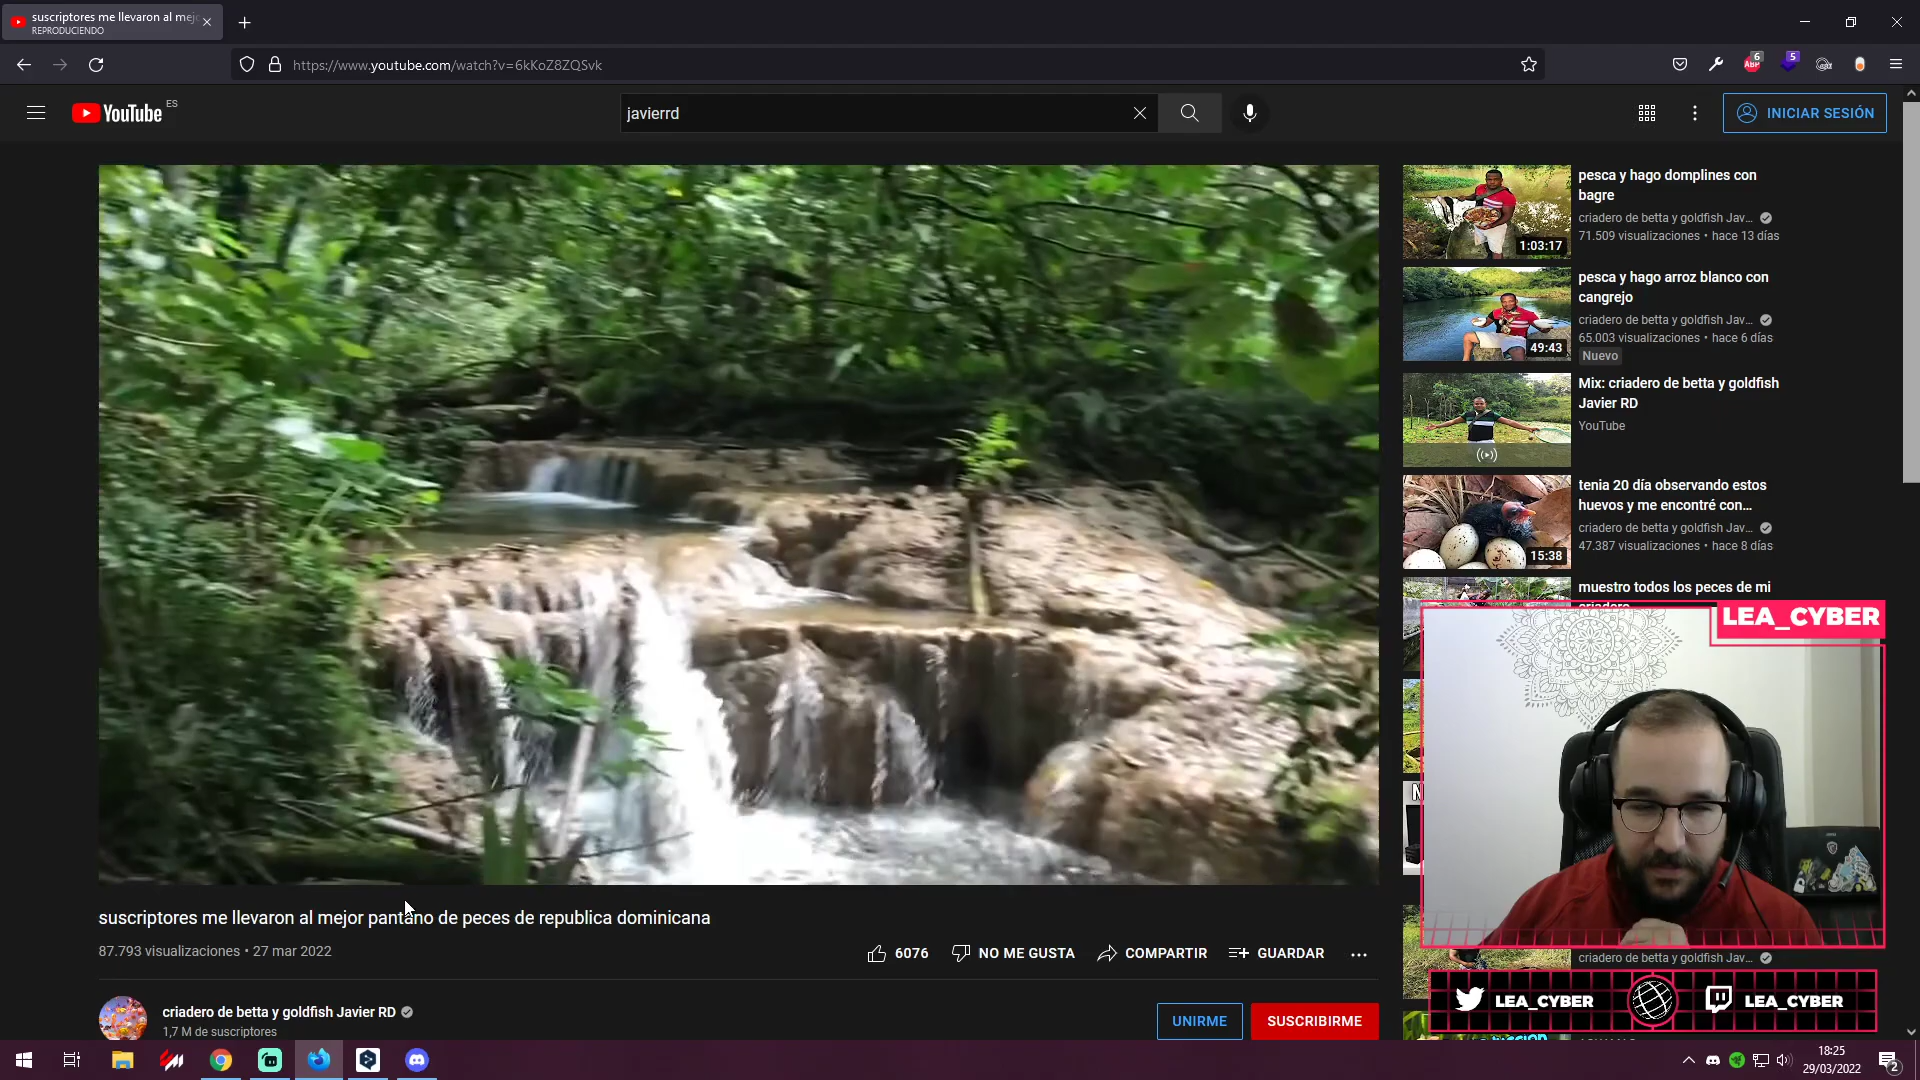 suscriptores me llevaron al mejo
REPRODUCIENDO
https://www.youtube.com/watch?v=6kKoZ8ZQSvk
ABP
6
5
YouTube
ES
javierrd
INICIAR SESIÓN
pesca y hago domplines con
bagre
criadero de betta y goldfish Jav...
71.509 visualizaciones • hace 13 días
1:03:17
pesca y hago arroz blanco con
cangrejo
criadero de betta y goldfish Jav...
65.003 visualizaciones • hace 6 días
49:43
Nuevo
Mix: criadero de betta y goldfish
Javier RD
YouTube
tenia 20 día observando estos
huevos y me encontré con...
criadero de betta y goldfish Jav...
47.387 visualizaciones • hace 8 días
15:38
muestro todos los peces de mi
LEA_CYBER
criadero de betta y goldfish Jav...
LEA_CYBER
LEA_CYBER
suscriptores me llevaron al mejor pantano de peces de republica dominicana
87.793 visualizaciones • 27 mar 2022
6076
NO ME GUSTA
COMPARTIR
GUARDAR
criadero de betta y goldfish Javier RD
1,7 M de suscriptores
UNIRME
SUSCRIBIRME
18:25
29/03/2022
2